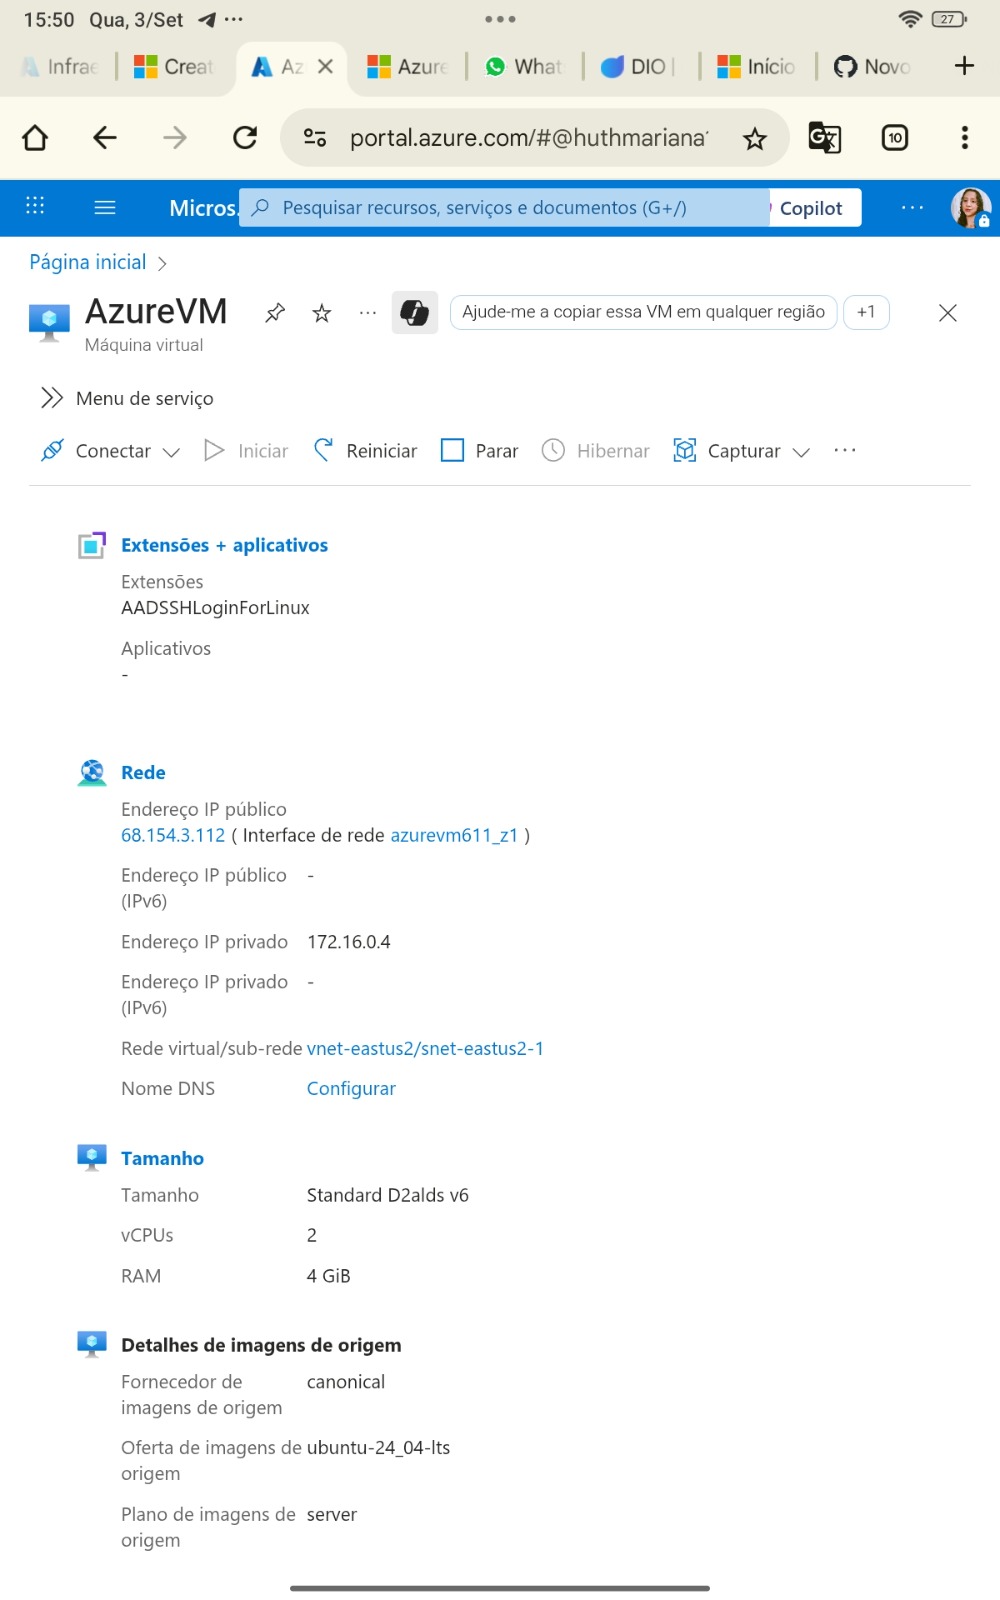 15:50 Qua, 3/Set
27
Infrae
Creat
Az
Azure
What
DIO |
Início
Novo
portal.azure.com/#@huthmariana1
10
Micros.
Pesquisar recursos, serviços e documentos (G+/)
Copilot
Página inicial
AzureVM
Ajude-me a copiar essa VM em qualquer região
+1
Máquina virtual
Menu de serviço
Conectar
Iniciar
Reiniciar
Parar
Hibernar
Capturar
Extensões + aplicativos
Extensões
AADSSHLoginForLinux
Aplicativos
-
Rede
Endereço IP público
68.154.3.112 ( Interface de rede azurevm611_z1 )
Endereço IP público -
(IPv6)
Endereço IP privado 172.16.0.4
Endereço IP privado -
(IPv6)
Rede virtual/sub-rede vnet-eastus2/snet-eastus2-1
Nome DNS Configurar
Tamanho
Tamanho Standard D2alds v6
vCPUs 2
RAM 4 GiB
Detalhes de imagens de origem
Fornecedor de canonical
imagens de origem
Oferta de imagens de ubuntu-24_04-lts
origem
Plano de imagens de server
origem